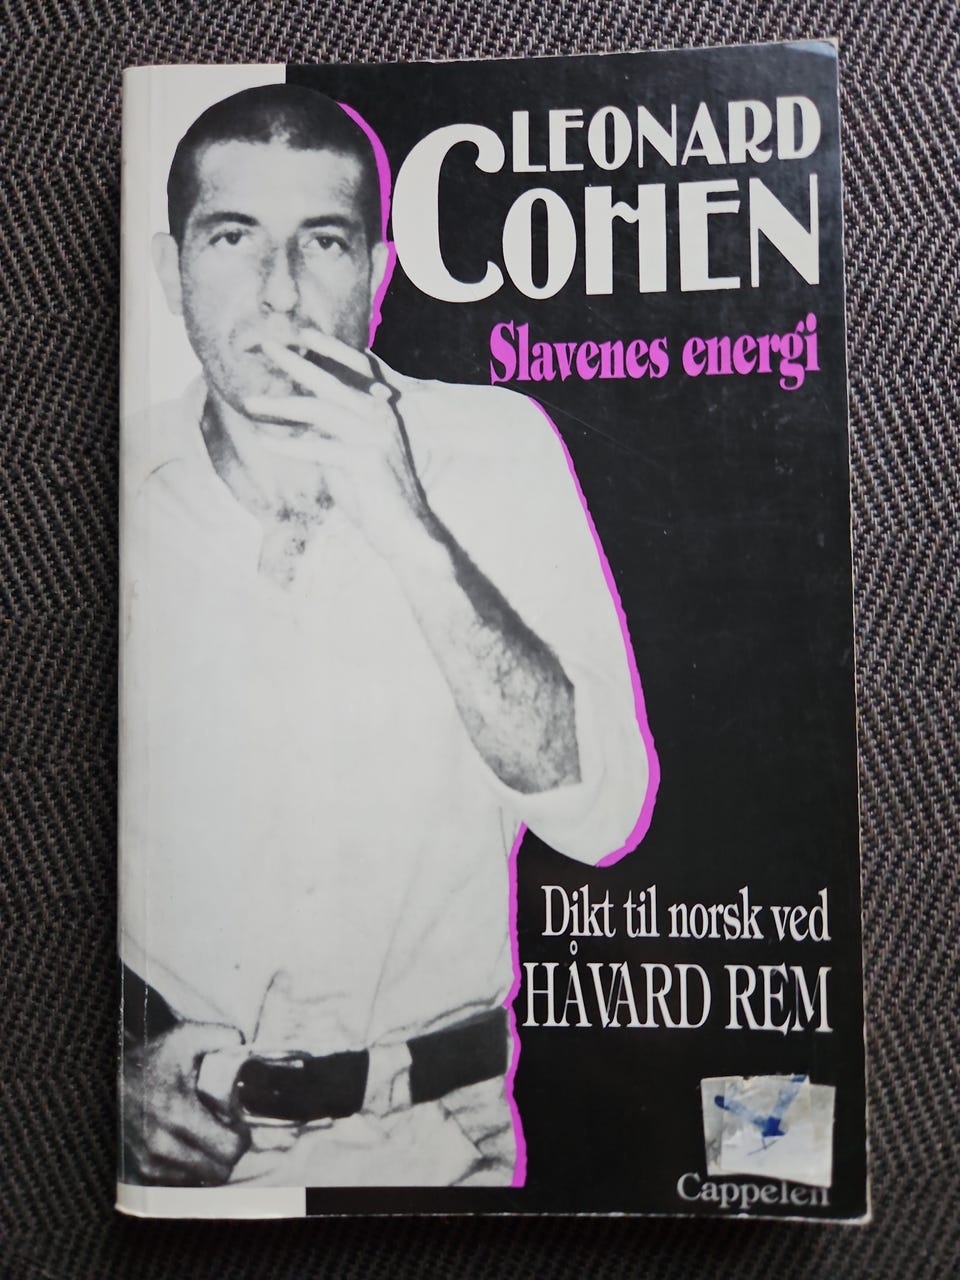 LEONARD
COHEN
Slavenes energi
Dikt til norsk ved
HÅVARD REM
Cappelen